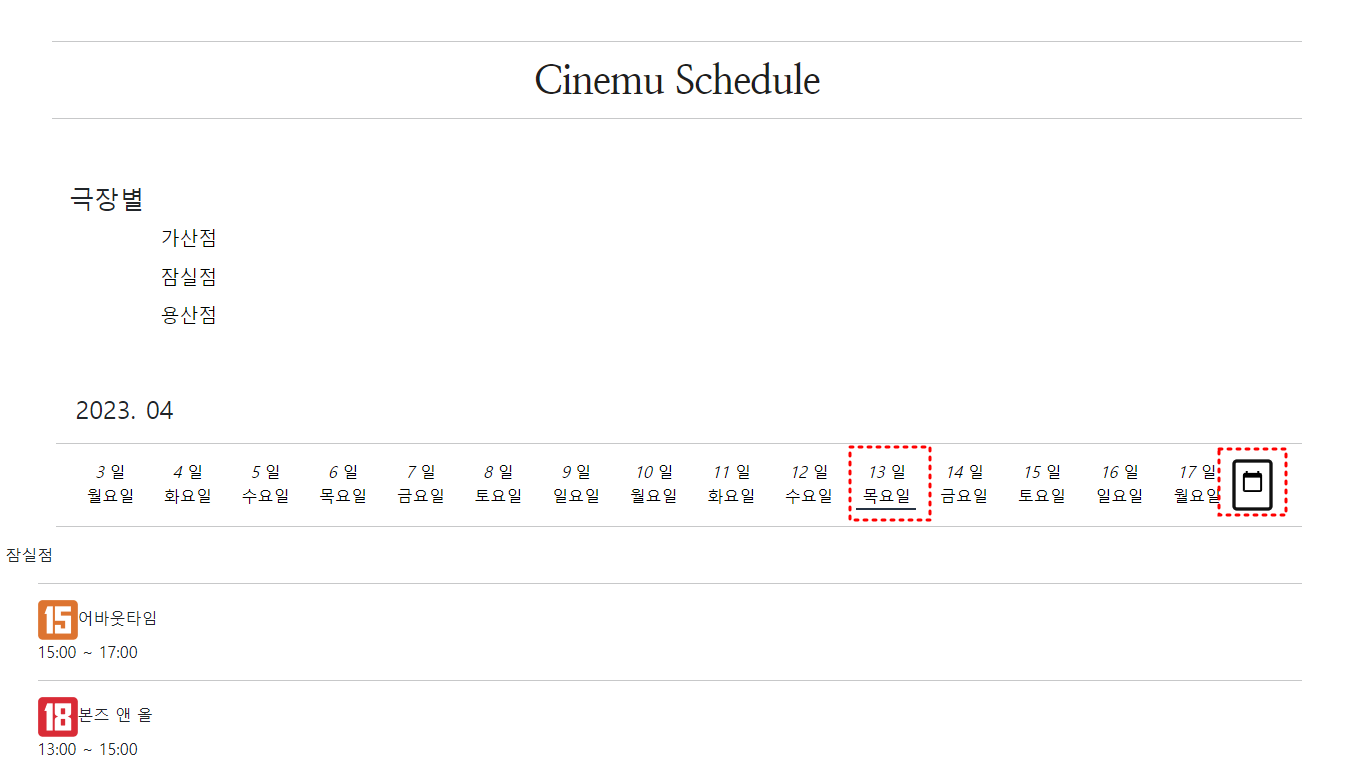 Cinemu Schedule
극장별
가산점
잠실점
용산점
2023. 04
3 일 4 일 5 일 6 일 7 일 8 일 9 일 10 일 11 일 12 일 13 일 14 일 15 일 16 일 17 일
월요일 화요일 수요일 목요일 금요일 토요일 일요일 월요일 화요일 수요일 목요일 금요일 토요일 일요일 월요일
잠실점
15 어바웃타임
15:00 ~ 17:00
18 본즈 앤 올
13:00 ~ 15:00